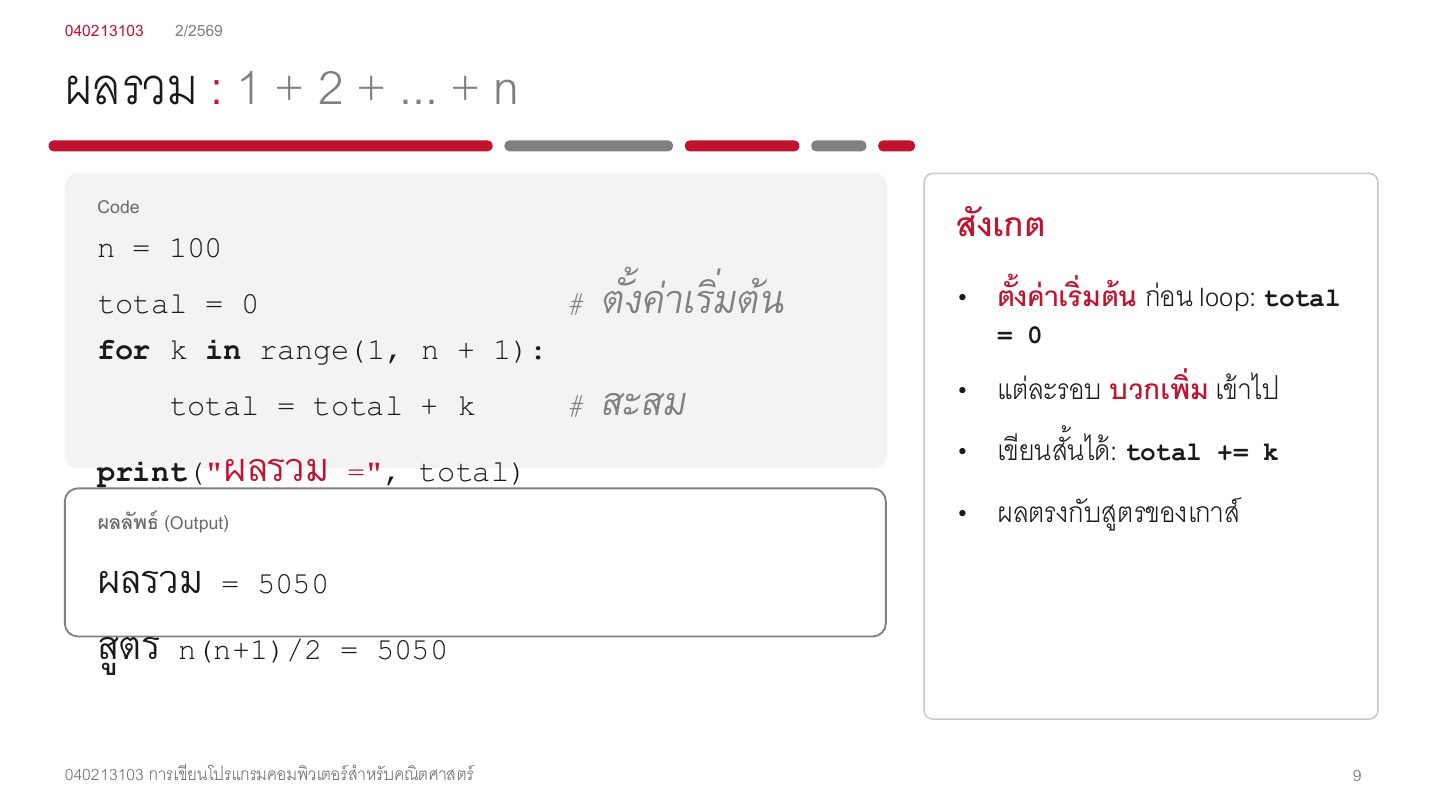 040213103 2/2569
ผลรวม : 1 + 2 + ... + n
Code
n = 100
total = 0 # ตั้งค่าเริ่มต้น
for k in range(1, n + 1):
    total = total + k # สะสม
print("ผลรวม =", total)
ผลลัพธ์ (Output)
ผลรวม = 5050
สูตร n(n+1)/2 = 5050
สังเกต
• ตั้งค่าเริ่มต้น ก่อน loop: total
= 0
• แต่ละรอบ บวกเพิ่ม เข้าไป
• เขียนสั้นได้: total += k
• ผลตรงกับสูตรของเกาส์
040213103 การเขียนโปรแกรมคอมพิวเตอร์สำหรับคณิตศาสตร์ 9